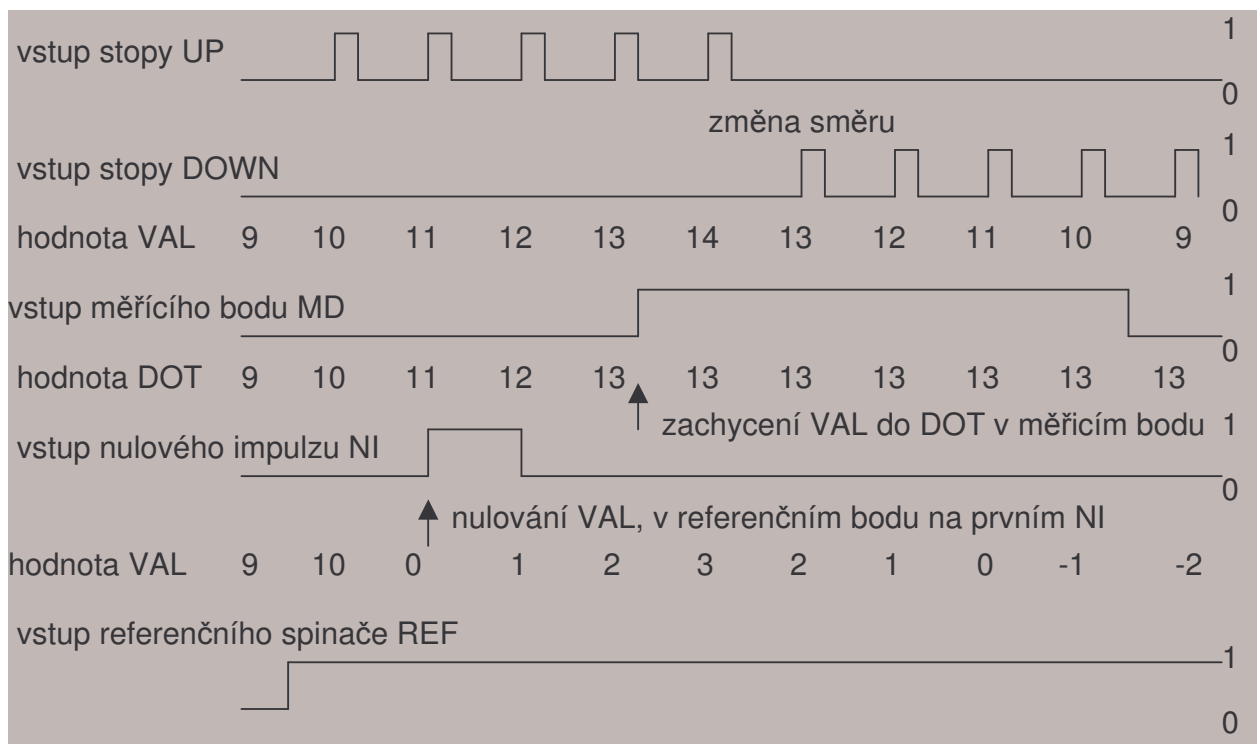 1
vstup stopy UP
0
změna směru
1
vstup stopy DOWN
0
hodnota VAL 9 10 11 12 13 14 13 12 11 10 9
1
vstup měřícího bodu MD
0
hodnota DOT 9 10 11 12 13 13 13 13 13 13 13
zachycení VAL do DOT v měřicím bodu 1
vstup nulového impulzu NI
0
nulování VAL, v referenčním bodu na prvním NI
hodnota VAL 9 10 0 1 2 3 2 1 0 -1 -2
vstup referenčního spinače REF
1
0